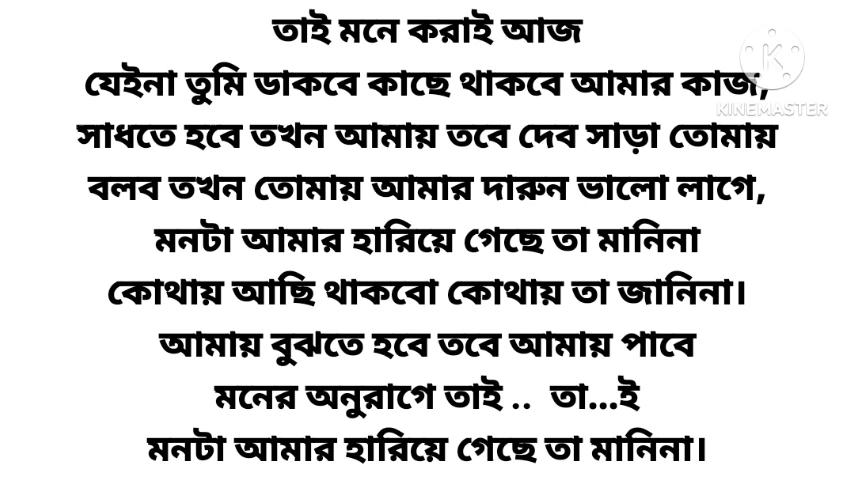 তাই মনে করাই আজ
যেইনা তুমি ডাকবে কাছে থাকবে আমার কাজ,
সাধতে হবে তখন আমায় তবে দেব সাড়া তোমায়
বলব তখন তোমায় আমার দারুন ভালো লাগে,
মনটা আমার হারিয়ে গেছে তা মানিনা
কোথায় আছি থাকবো কোথায় তা জানিনা।
আমায় বুঝতে হবে তবে আমায় পাবে
মনের অনুরাগে তাই .. তা...ই
মনটা আমার হারিয়ে গেছে তা মানিনা।
K
KINEMASTER